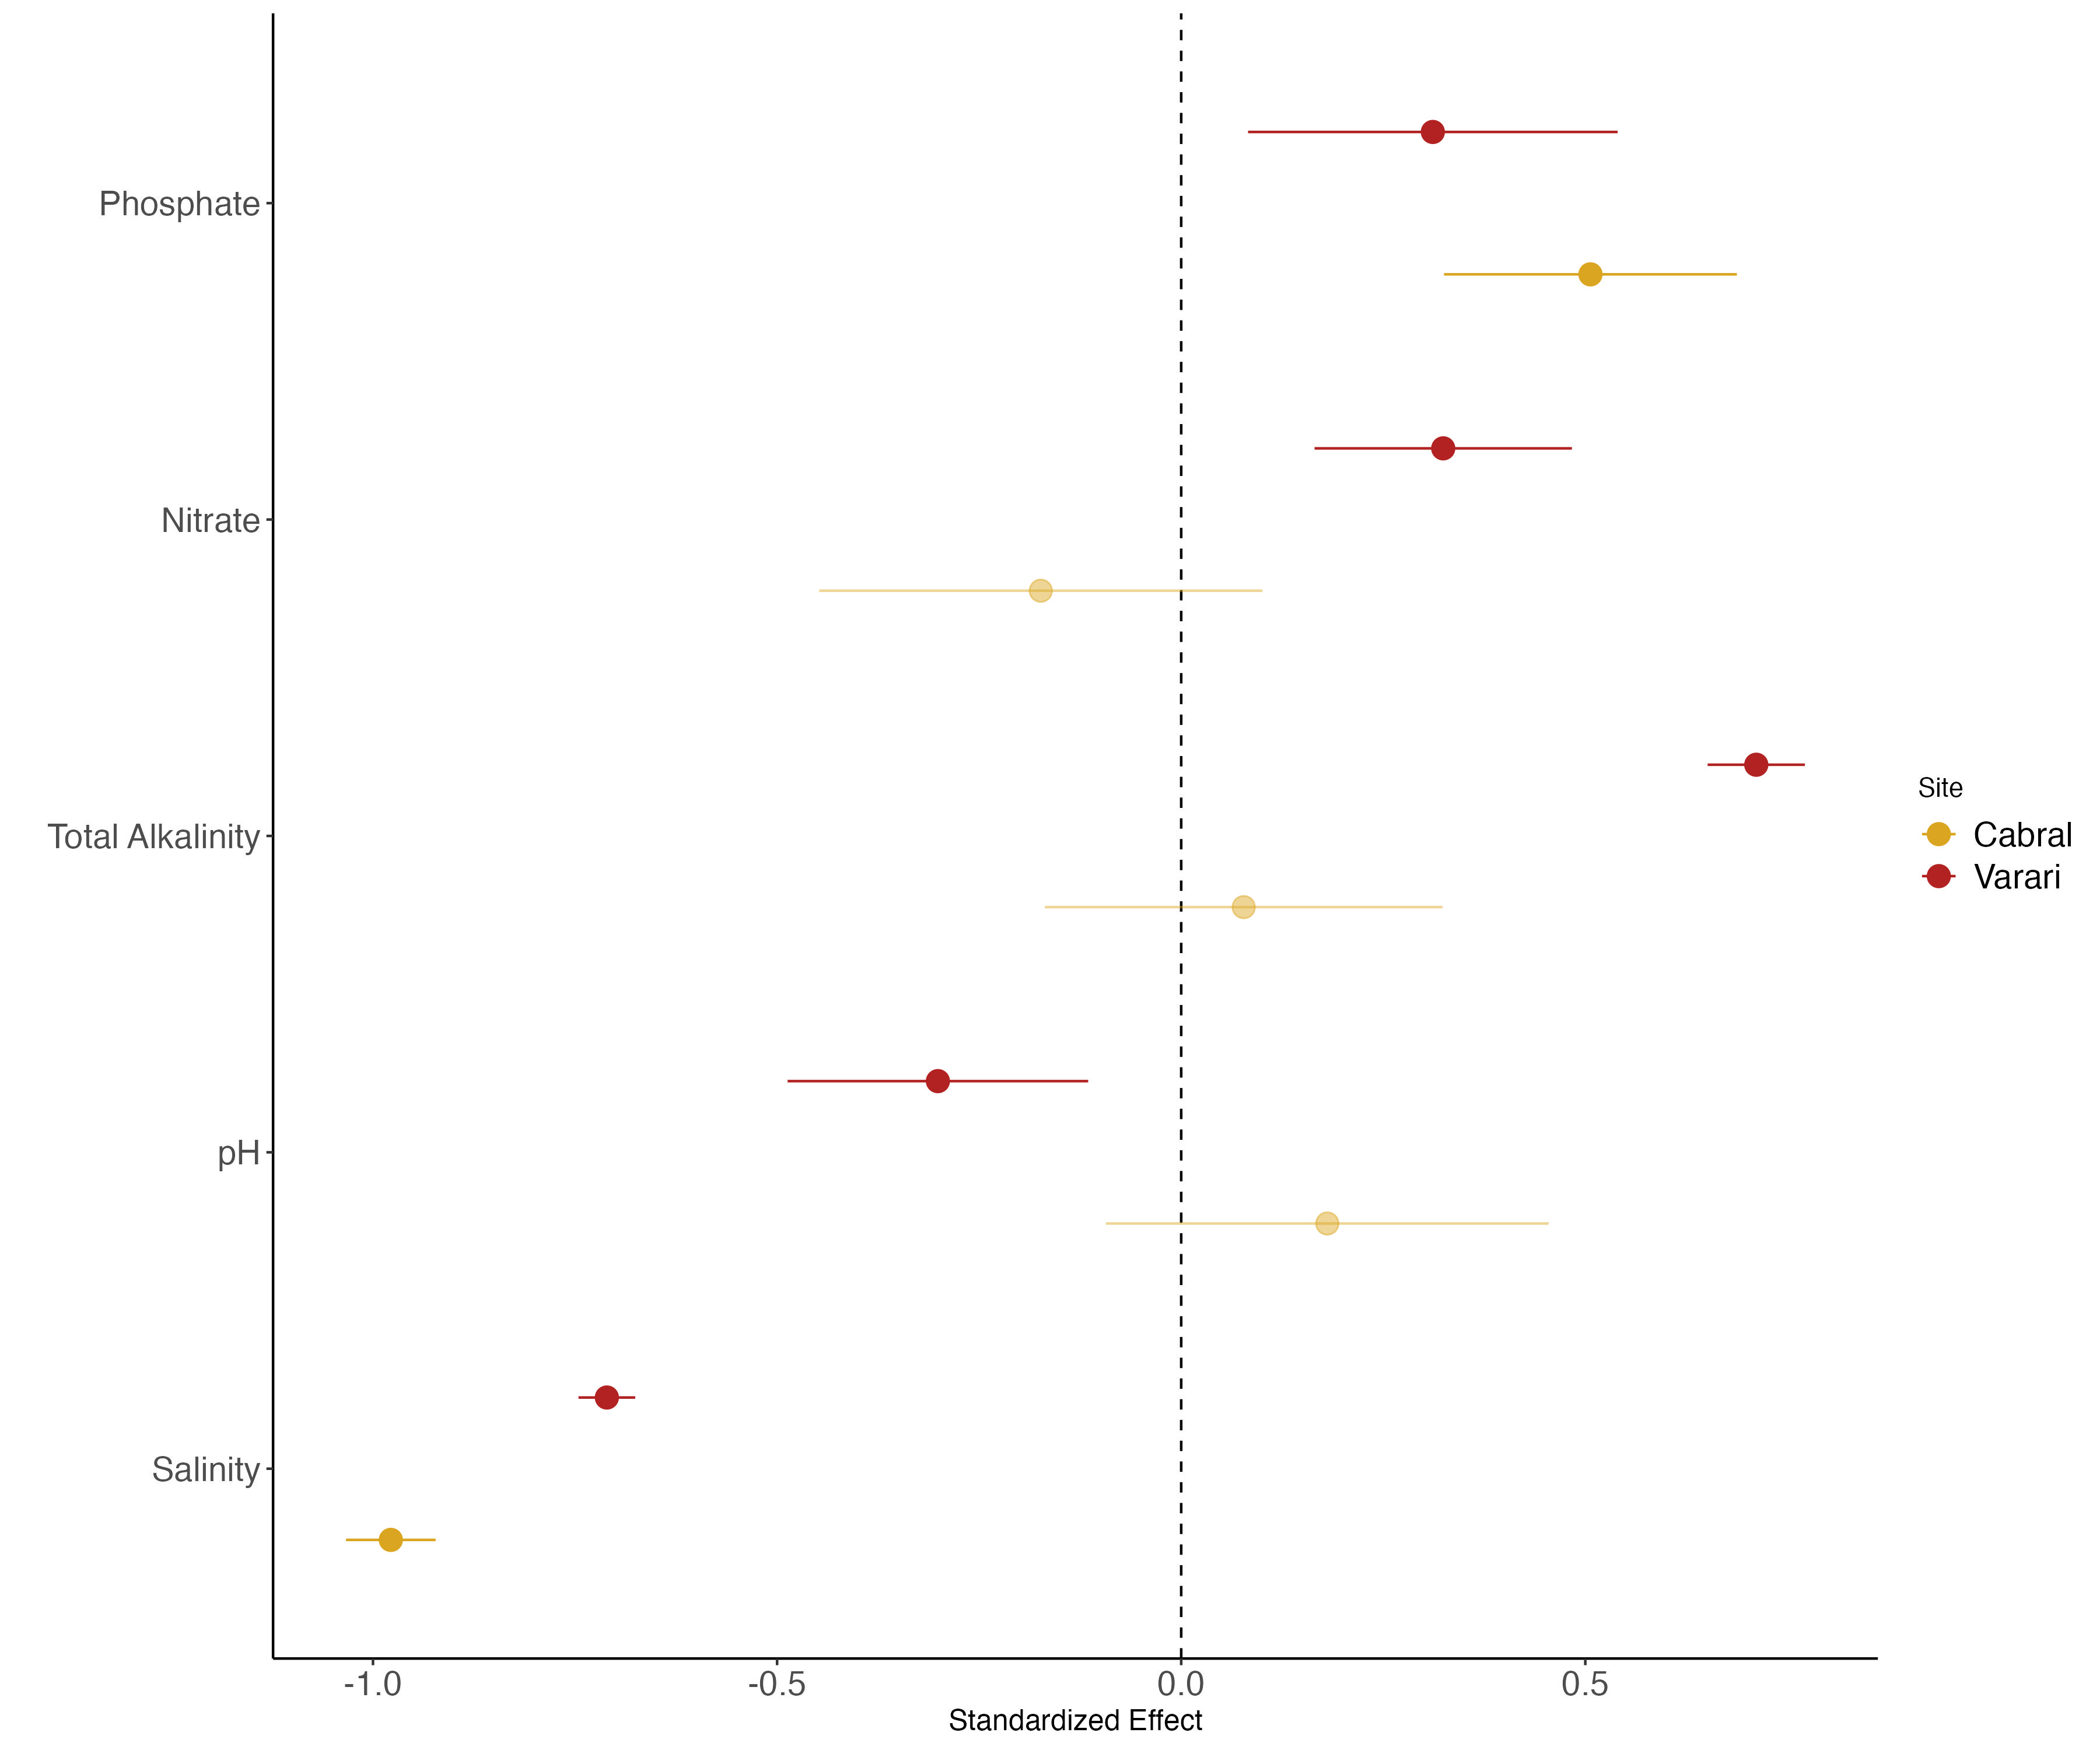 Phosphate
Nitrate
Total Alkalinity
pH
Salinity
-1.0
-0.5
0.0
0.5
Standardized Effect
Site
Cabral
Varari